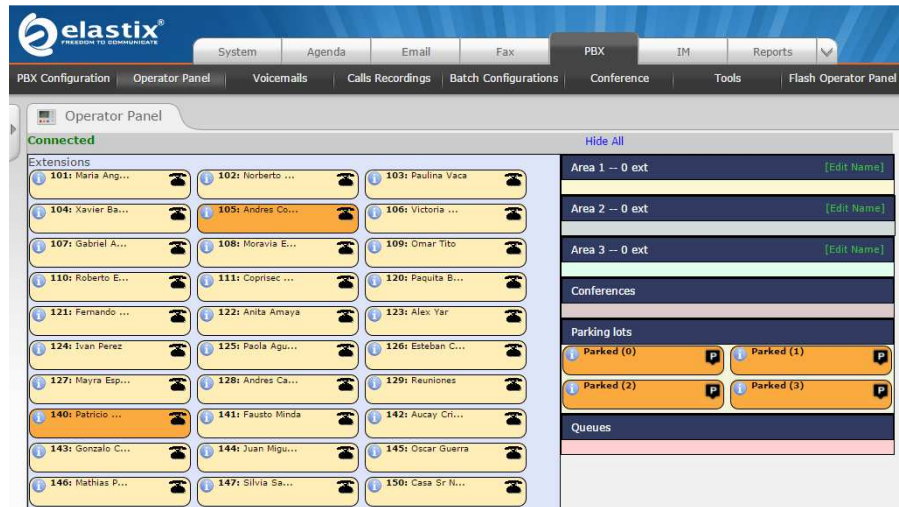 elastix®
FREEDOM TO COMMUNICATE
System Agenda Email Fax PBX IM Reports
PBX Configuration Operator Panel Voicemails Calls Recordings Batch Configurations Conference Tools Flash Operator Panel
Operator Panel
Connected Hide All
Extensions
101: Maria Ang... 102: Norberto ... 103: Paulina Vaca
104: Xavier Ba... 105: Andres Co... 106: Victoria ...
107: Gabriel A... 108: Moravia E... 109: Omar Tito
110: Roberto E... 111: Coprisec ... 120: Paquita B...
121: Fernando ... 122: Anita Amaya 123: Alex Yar
124: Ivan Perez 125: Paola Agu... 126: Esteban C...
127: Mayra Esp... 128: Andres Ca... 129: Reuniones
140: Patricio ... 141: Fausto Minda 142: Aucay Cri...
143: Gonzalo C... 144: Juan Migu... 145: Oscar Guerra
146: Mathias P... 147: Silvia Sa... 150: Casa Sr N...
Area 1 -- 0 ext [Edit Name]
Area 2 -- 0 ext [Edit Name]
Area 3 -- 0 ext [Edit Name]
Conferences
Parking lots
Parked (0) P Parked (1) P
Parked (2) P Parked (3) P
Queues